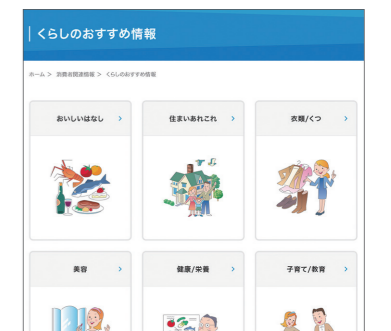 くらしのおすすめ情報
ホーム > 消費者関連情報 > くらしのおすすめ情報
おいしいはなし >
住まいあれこれ >
衣類/くつ >
美容 >
健康/栄養 >
子育て/教育 >